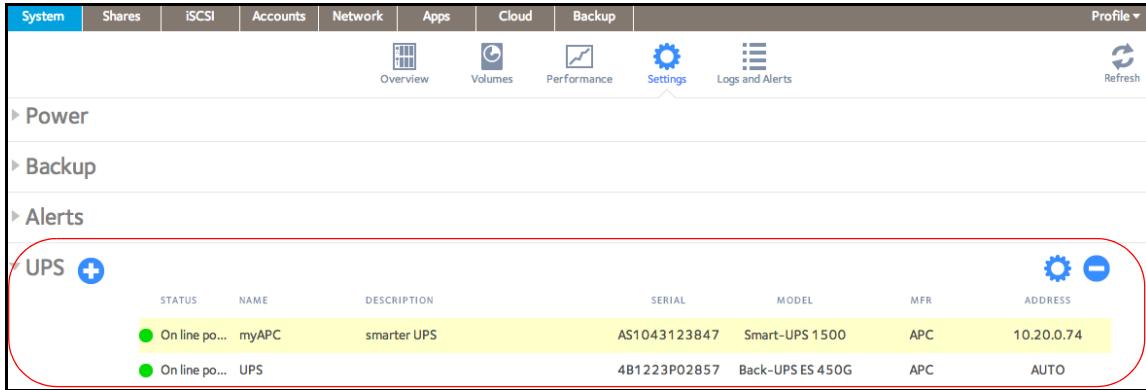 System Shares iSCSI Accounts Network Apps Cloud Backup Profile
Overview Volumes Performance Settings Logs and Alerts Refresh
Power
Backup
Alerts
UPS
STATUS NAME DESCRIPTION SERIAL MODEL MFR ADDRESS
On line po... myAPC smarter UPS AS1043123847 Smart-UPS 1500 APC 10.20.0.74
On line po... UPS 4B1223P02857 Back-UPS ES 450G APC AUTO